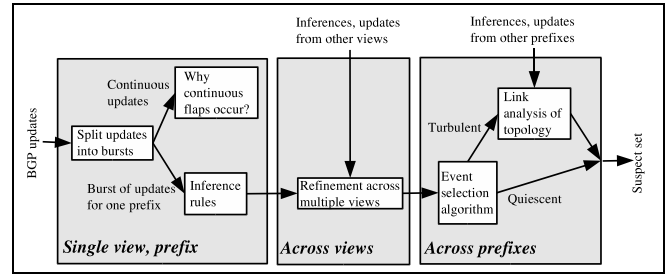 Inferences, updates
from other views
Inferences, updates
from other prefixes
BGP updates
Continuous
updates
Why
continuous
flaps occur?
Split updates
into bursts
Burst of updates
for one prefix
Inference
rules
Single view, prefix
Refinement across
multiple views
Across views
Link
analysis of
topology
Turbulent
Event
selection
algorithm
Quiescent
Across prefixes
Suspect set